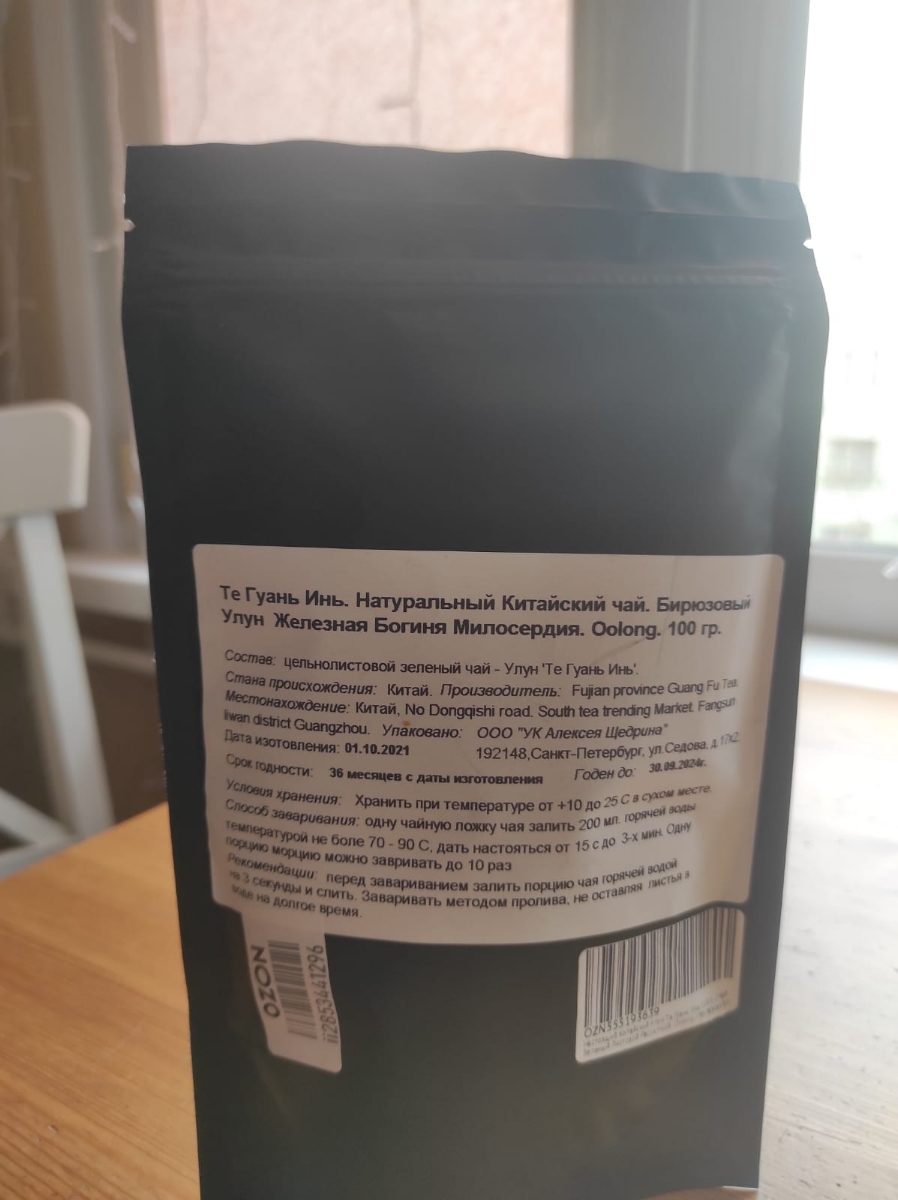 Те Гуань Инь. Натуральный Китайский чай. Бирюзовый
Улун Железная Богиня Милосердия. Oolong. 100 гр.
Состав: цельнолистовой зеленый чай - Улун 'Те Гуань Инь'.
Стана происхождения: Китай. Производитель: Fujian province Guang Fu Tea.
Местонахождение: Китай, No Dongqishi road. South tea trending Market. Fangsun
liwan district Guangzhou. Упаковано: ООО "УК Алексея Щедрина"
Дата изотовления: 01.10.2021 192148,Санкт-Петербург, ул.Седова, д.17к2
Срок годности: 36 месяцев с даты изготовления Годен до: 30.09.2024г.
Условия хранения: Хранить при температуре от +10 до 25 С в сухом месте.
Способ заваривания: одну чайную ложку чая залить 200 мл. горячей воды
температурой не боле 70 - 90 С, дать настояться от 15 с до 3-х мин. Одну
порцию морцию можно завривать до 10 раз
Рекомендации: перед завариванием залить порцию чая горячей водой
на 3 секунды и слить. Заваривать методом пролива, не оставляя листья в
воде на долгое время.
OZON
OZN555193639